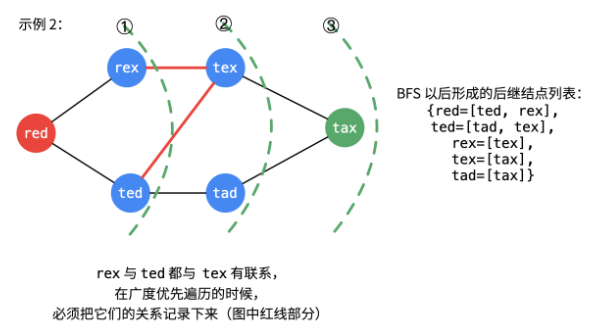 示例 2：
① ② ③
rex tex
red tax
ted tad
BFS 以后形成的后继结点列表：
{red=[ted, rex],
ted=[tad, tex],
rex=[tex],
tex=[tax],
tad=[tax]}
rex 与 ted 都与 tex 有联系，
在广度优先遍历的时候，
必须把它们的关系记录下来（图中红线部分）